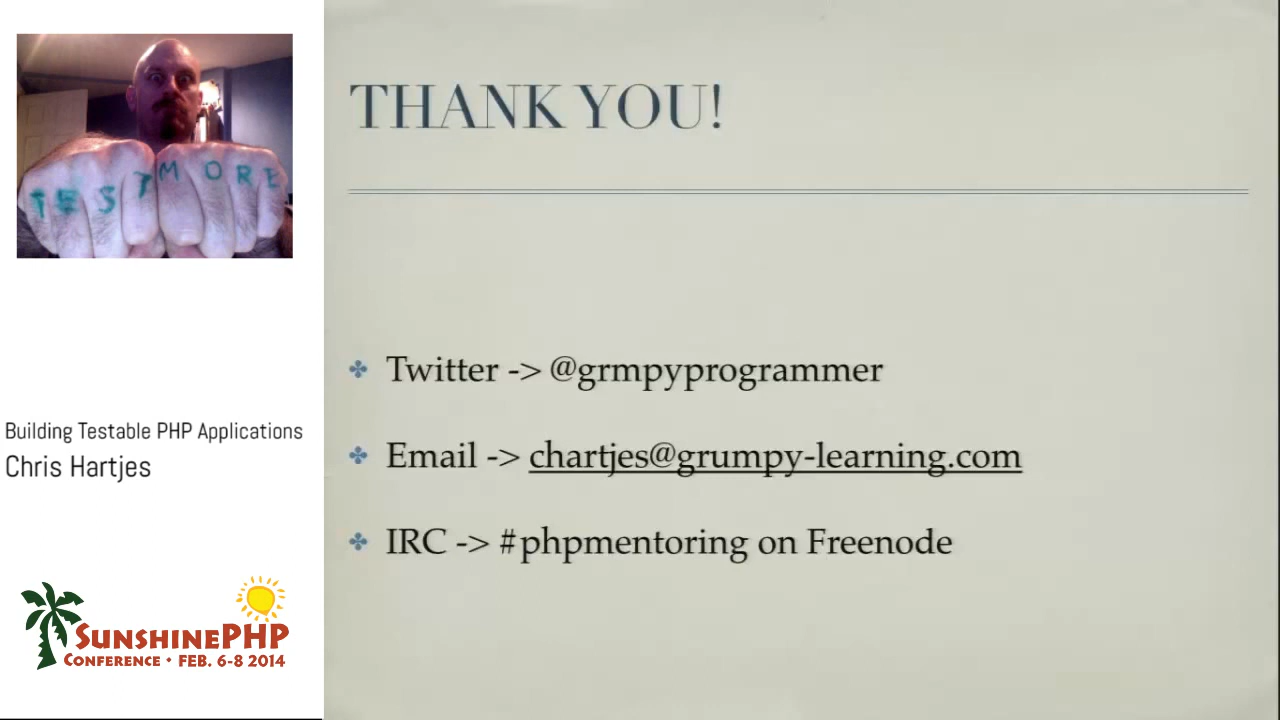 TEST MORE
Building Testable PHP Applications
Chris Hartjes
SUNSHINEPHP
CONFERENCE • FEB. 6-8 2014
THANK YOU!
Twitter -> @grmpyprogrammer
Email -> chartjes@grumpy-learning.com
IRC -> #phpmentoring on Freenode